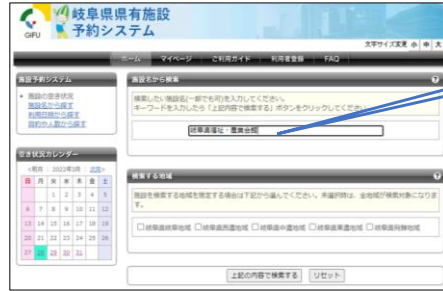 GIFU
岐阜県県有施設
予約システム
文字サイズ変更 小 中 大
ホーム マイページ ご利用ガイド 利用者登録 FAQ
施設予約システム
施設の空き状況
施設名から探す
利用日時から探す
目的や人数から探す
空き状況カレンダー
<前月 2022年3月 次月>
日 月 火 水 木 金 土
1 2 3 4 5
6 7 8 9 10 11 12
13 14 15 16 17 18 19
20 21 22 23 24 25 26
27 28 29 30 31
施設名から検索
検索したい施設名(一部でも可)を入力してください。
キーワードを入力したら「上記内容で検索する」ボタンをクリックしてください。
岐阜県福祉・農業会館
検索する地域
施設を検索する地域を限定する場合は下記から選んでください。未選択時は、全地域が検索対象になります。
岐阜県岐阜地域 岐阜県西濃地域 岐阜県中濃地域 岐阜県東濃地域 岐阜県飛騨地域
上記の内容で検索する リセット